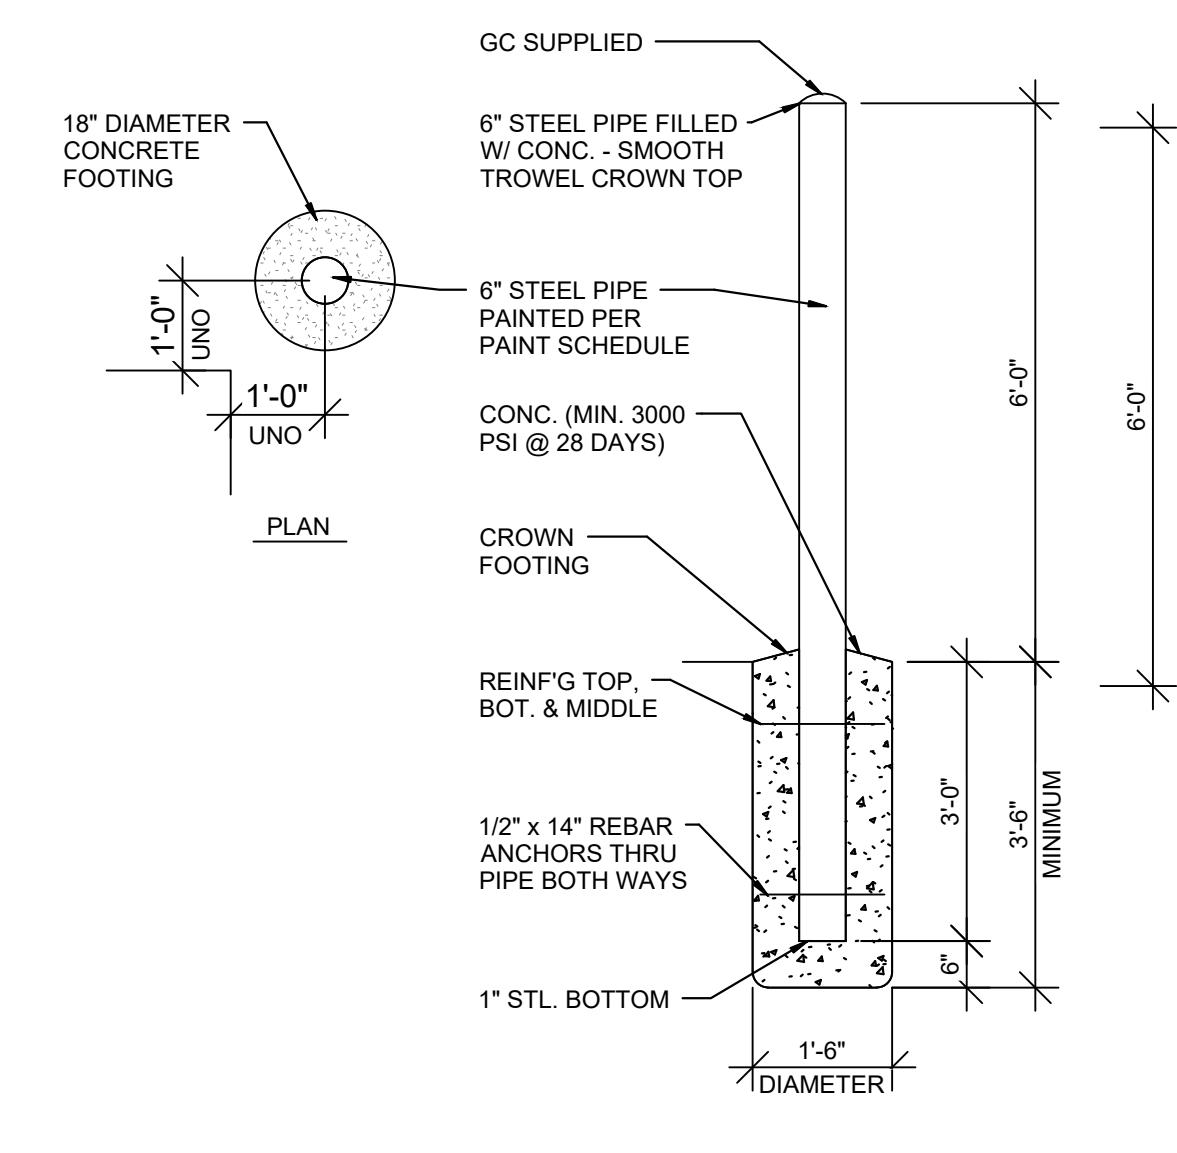 GC SUPPLIED
18" DIAMETER
CONCRETE
FOOTING
6" STEEL PIPE FILLED
W/ CONC. - SMOOTH
TROWEL CROWN TOP
6" STEEL PIPE
PAINTED PER
PAINT SCHEDULE
1'-0"
UNO
1'-0"
UNO
PLAN
CONC. (MIN. 3000
PSI @ 28 DAYS)
6'-0"
6'-0"
CROWN
FOOTING
REINF'G TOP,
BOT. & MIDDLE
1/2" x 14" REBAR
ANCHORS THRU
PIPE BOTH WAYS
3'-0"
3'-6"
MINIMUM
6"
1" STL. BOTTOM
1'-6"
DIAMETER